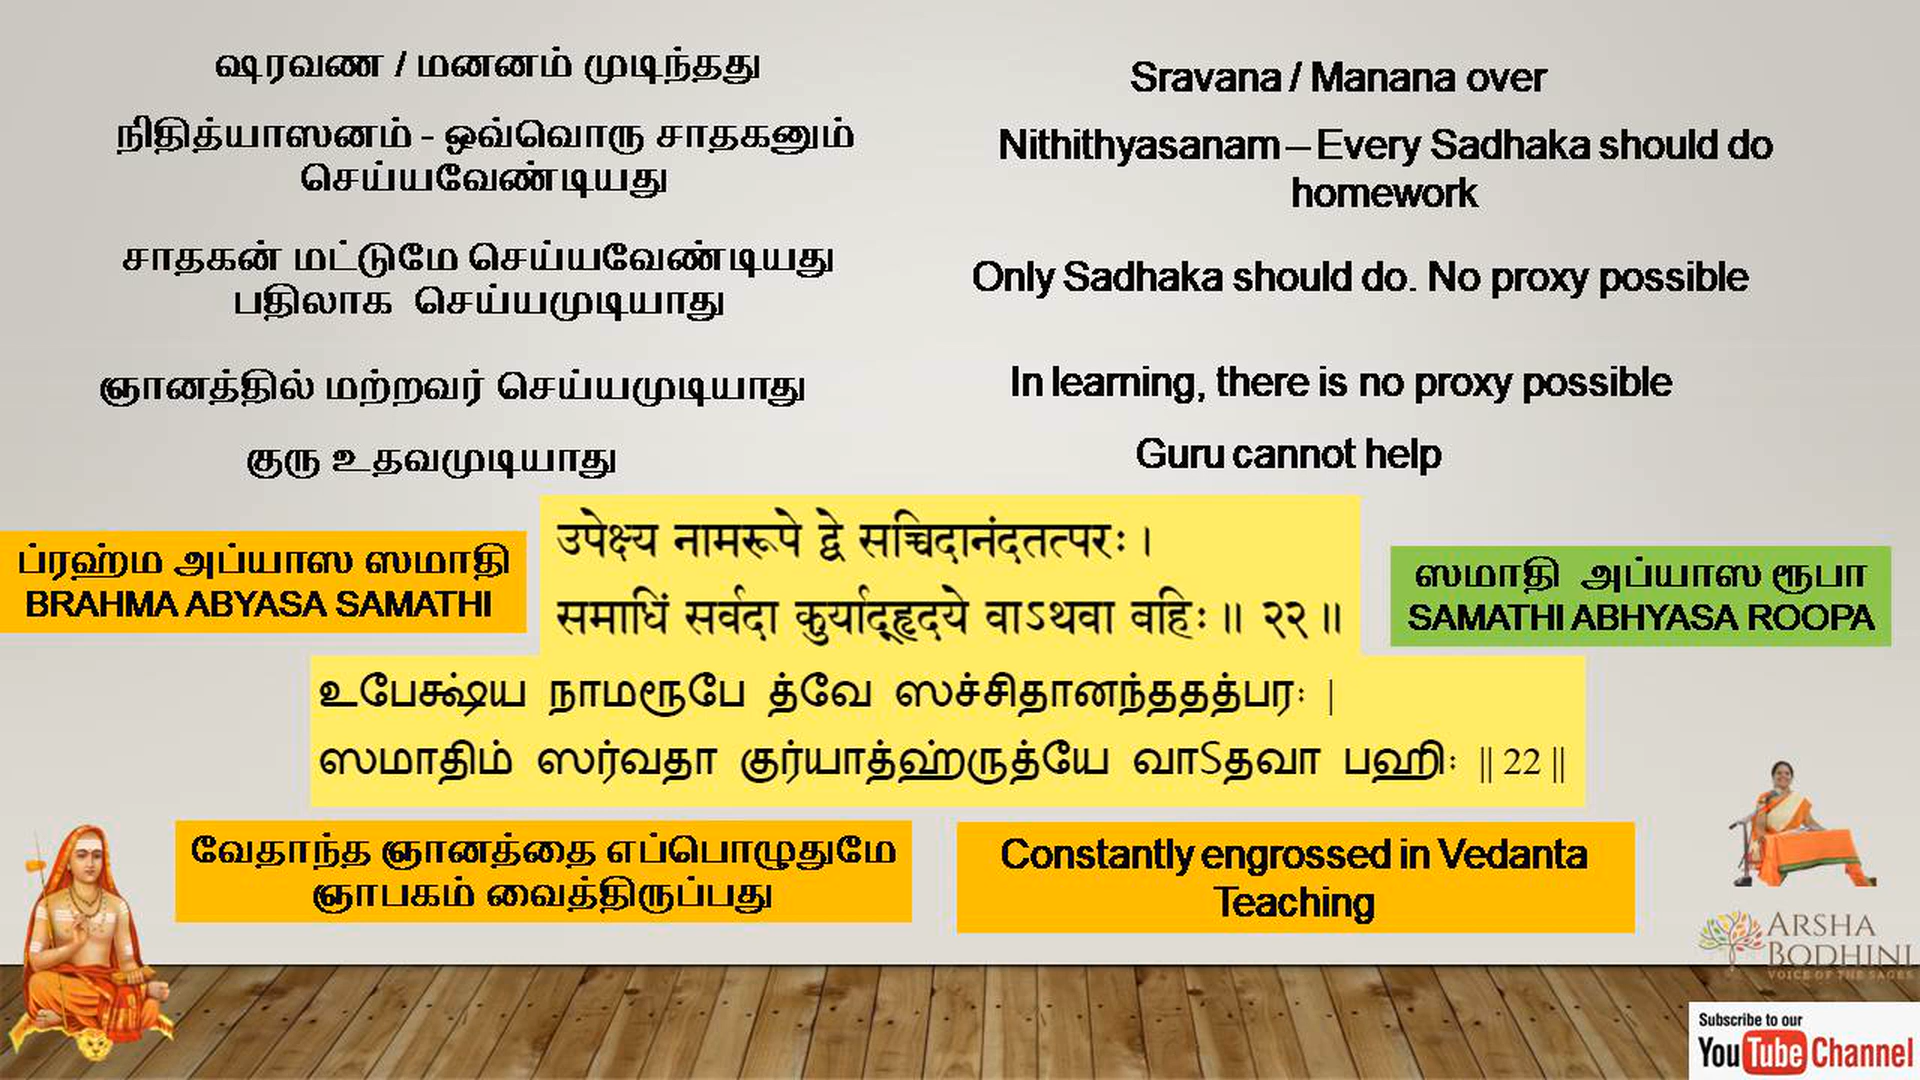 ஷரவண / மனனம் முடிந்தது
Sravana / Manana over
நிதித்யாஸனம் - ஒவ்வொரு சாதகனும்
செய்யவேண்டியது
Nithithyasanam – Every Sadhaka should do
homework
சாதகன் மட்டுமே செய்யவேண்டியது
பதிலாக செய்யமுடியாது
Only Sadhaka should do. No proxy possible
ஞானத்தில் மற்றவர் செய்யமுடியாது
In learning, there is no proxy possible
குரு உதவமுடியாது
Guru cannot help
ப்ரஹ்ம அப்யாஸ ஸமாதி
BRAHMA ABYASA SAMATHI
उपेक्ष्य नामरूपे द्वे सच्चिदानंदतत्परः ।
समाधिं सर्वदा कुर्याद्हृदये वाऽथवा वहिः ॥ २२ ॥
ஸமாதி அப்யாஸ ரூபா
SAMATHI ABHYASA ROOPA
உபேக்ஷ்ய நாமரூபே த்வே ஸச்சிதானந்ததத்பரः |
ஸமாதிம் ஸர்வதா குர்யாத்ஹ்ருத்யே வாSதவா பஹிः || 22 ||
வேதாந்த ஞானத்தை எப்பொழுதுமே
ஞாபகம் வைத்திருப்பது
Constantly engrossed in Vedanta
Teaching
ARSHA
BODHINI
VOICE OF THE SAGES
Subscribe to our
YouTube Channel